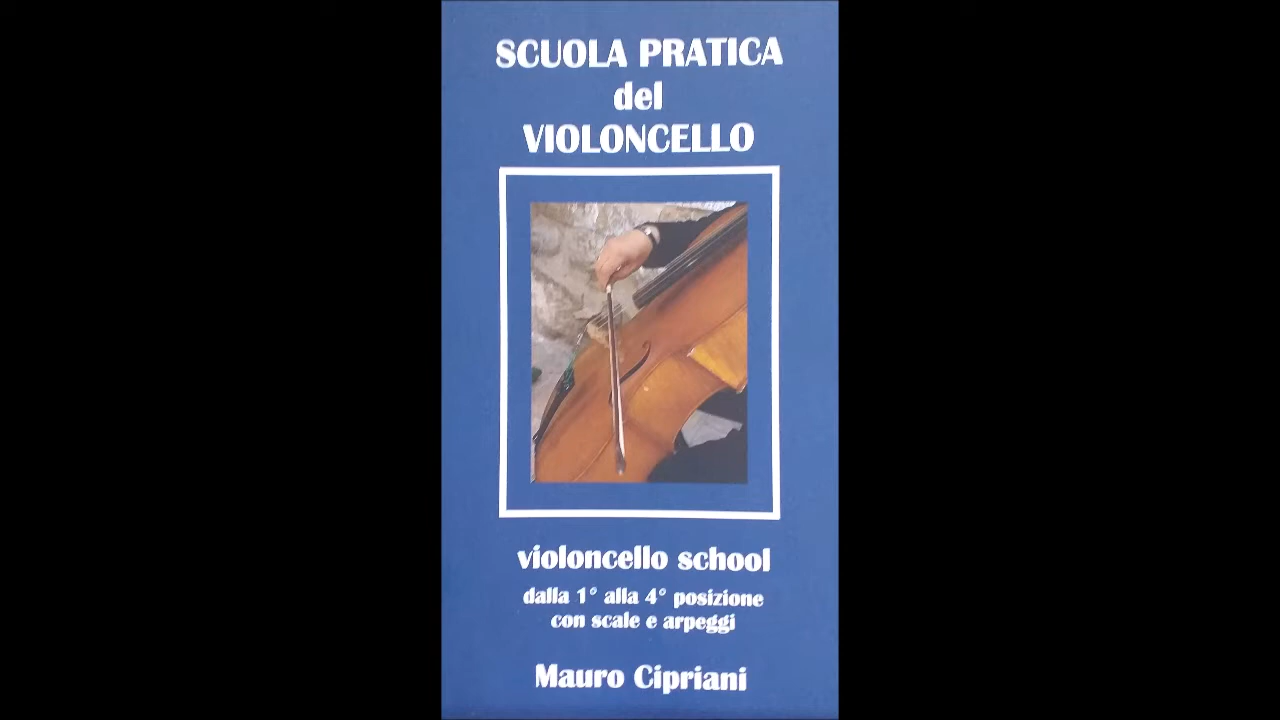 SCUOLA PRATICA
del
VIOLONCELLO
violoncello school
dalla 1° alla 4° posizione
con scale e arpeggi
Mauro Cipriani